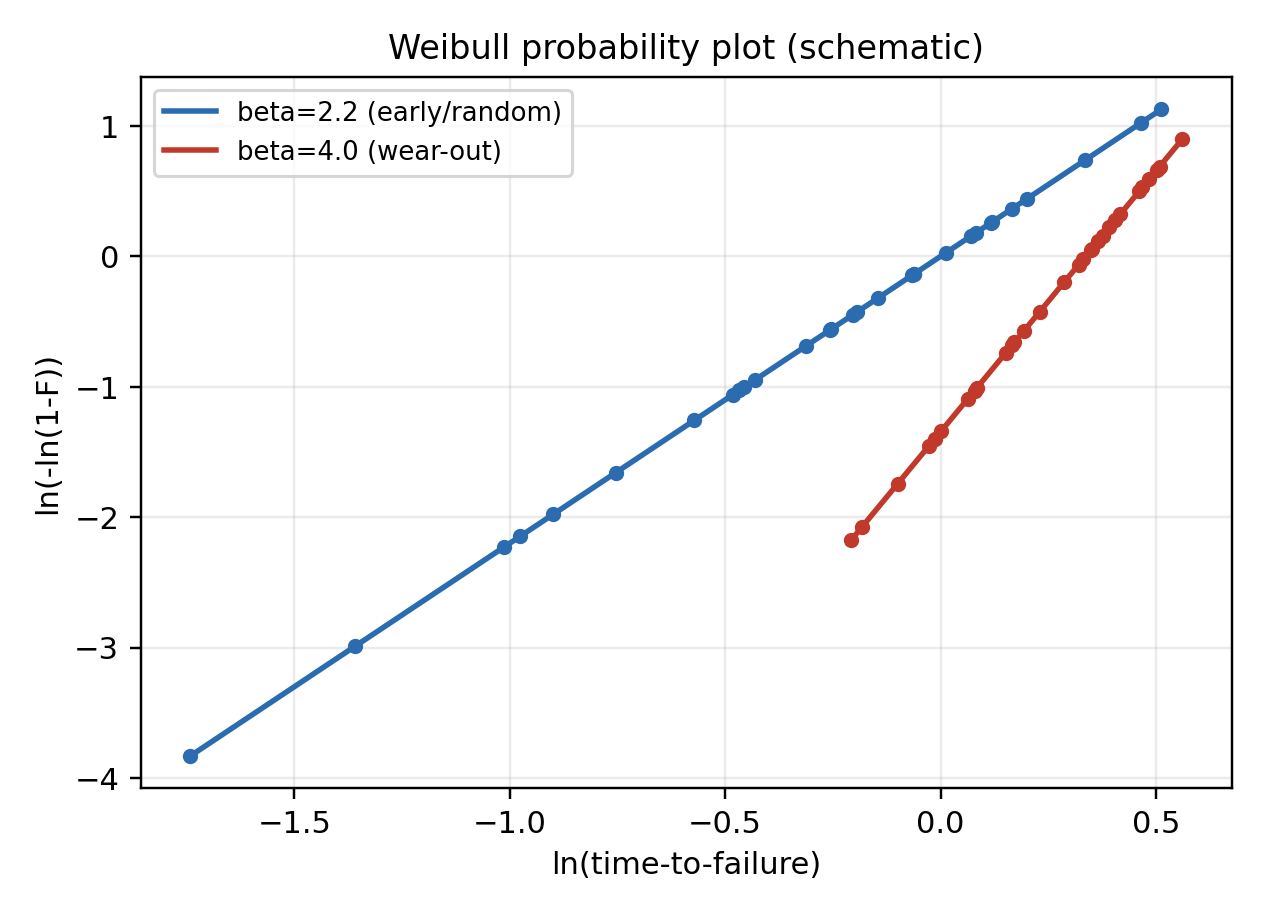 Weibull probability plot (schematic)
beta=2.2 (early/random)
beta=4.0 (wear-out)
ln(-ln(1-F))
1
0
−1
−2
−3
−4
−1.5
−1.0
−0.5
0.0
0.5
ln(time-to-failure)